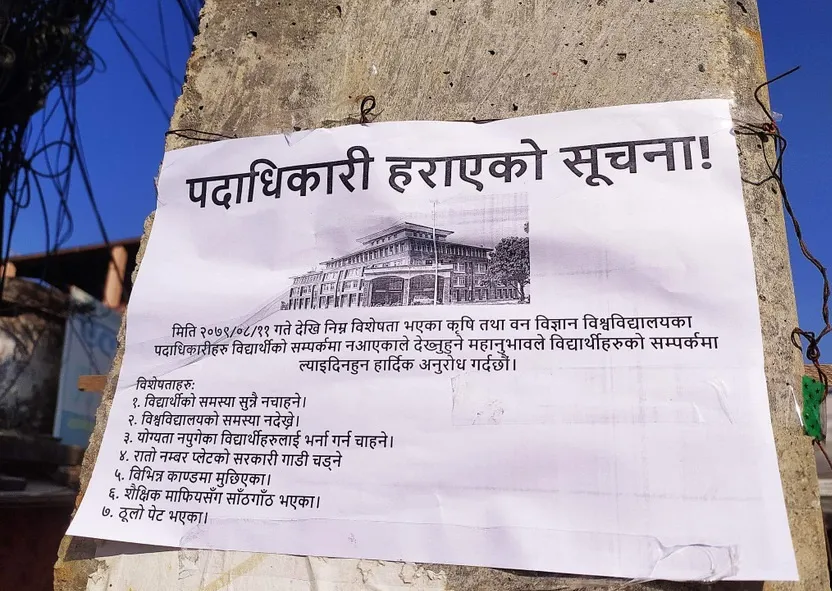 पदाधिकारी हराएको सूचना!
मिति २०७९/०८/११ गते देखि निम्न विशेषता भएका कृषि तथा वन विज्ञान विश्वविद्यालयका
पदाधिकारीहरु विद्यार्थीको सम्पर्कमा नआएकाले देख्नुहुने महानुभावले विद्यार्थीहरुको सम्पर्कमा
ल्याइदिनहुन हार्दिक अनुरोध गर्दछौं।
विशेषताहरु:
१. विद्यार्थीको समस्या सुन्नै नचाहने।
२. विश्वविद्यालयको समस्या नदेख्ने।
३. योग्यता नपुगेका विद्यार्थीहरुलाई भर्ना गर्न चाहने।
४. रातो नम्बर प्लेटको सरकारी गाडी चड्ने
५. विभिन्न काण्डमा मुछिएका।
६. शैक्षिक माफियासँग साँठगाँठ भएका।
७. ठूलो पेट भएका।